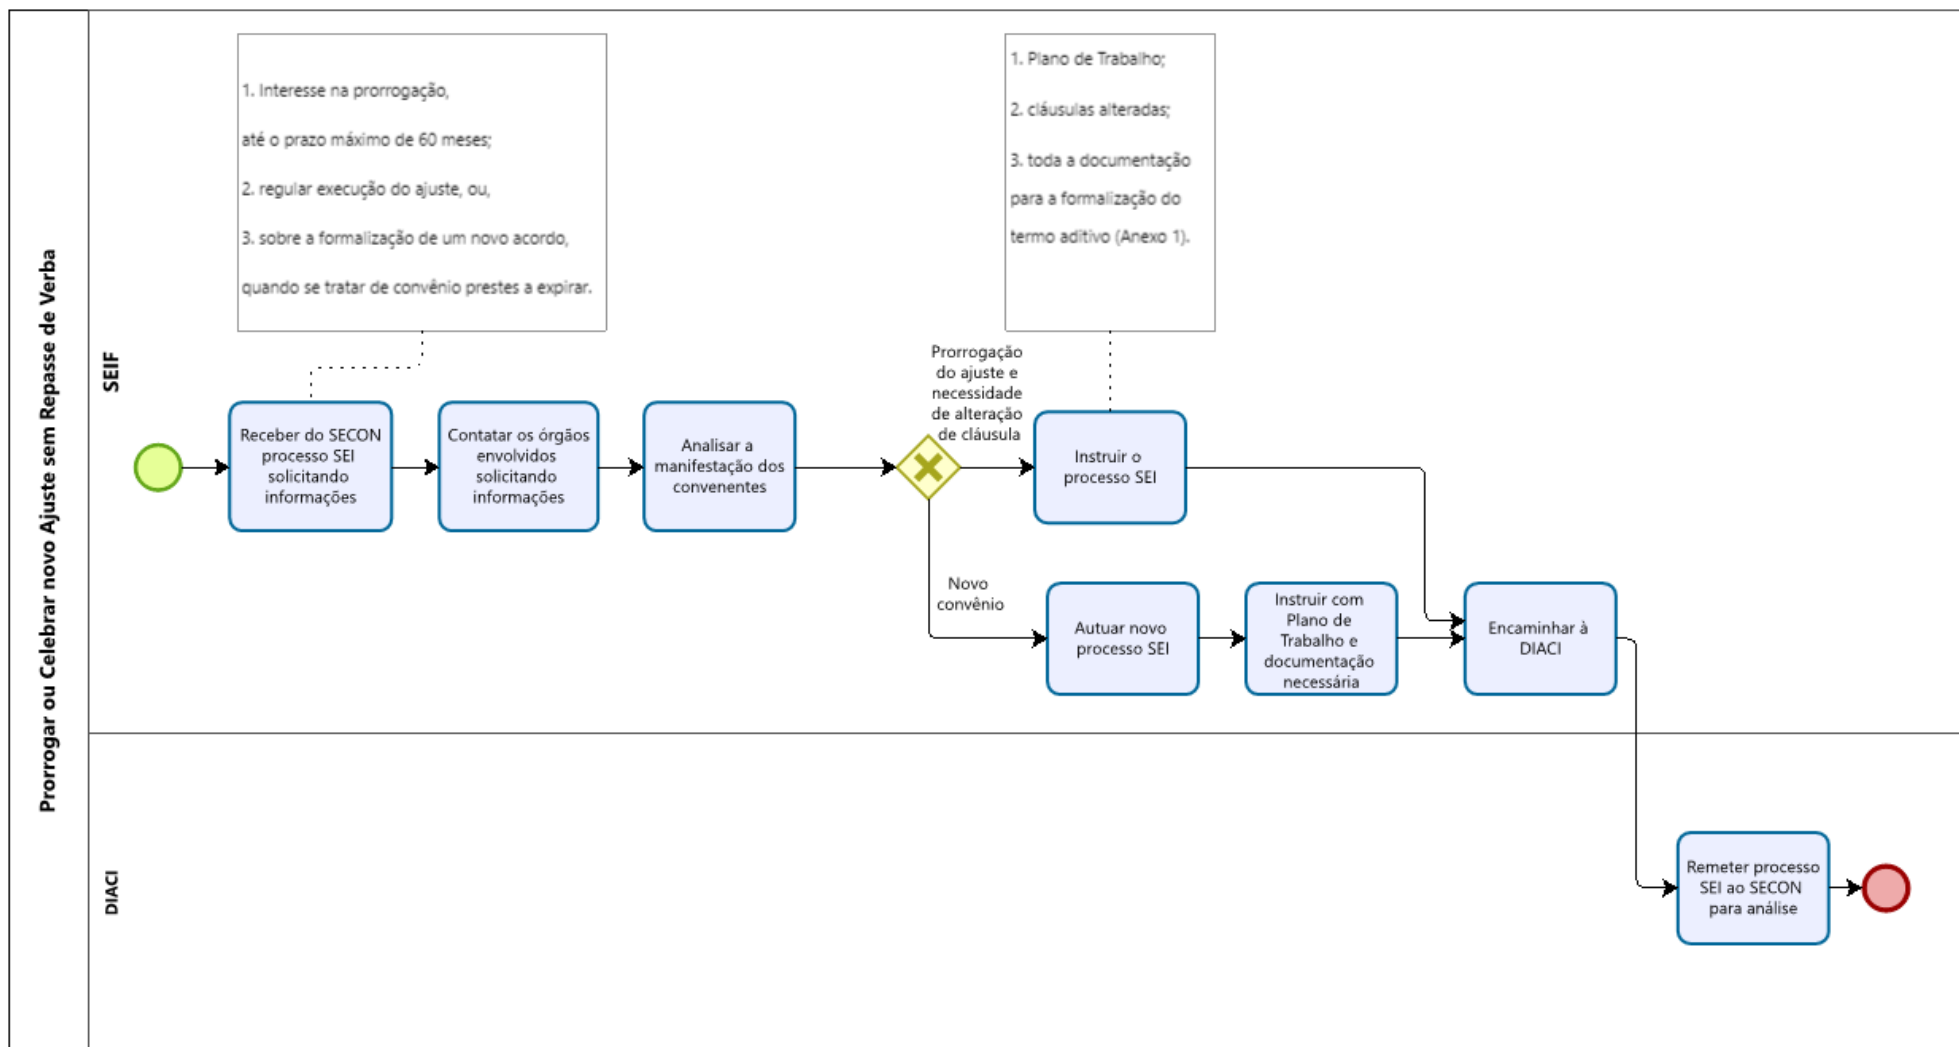 Prorrogar ou Celebrar novo Ajuste sem Repasse de Verba
SEIF
1. Interesse na prorrogação,
até o prazo máximo de 60 meses;
2. regular execução do ajuste, ou,
3. sobre a formalização de um novo acordo,
quando se tratar de convênio prestes a expirar.
1. Plano de Trabalho;
2. cláusulas alteradas;
3. toda a documentação
para a formalização do
termo aditivo (Anexo 1).
Receber do SECON
processo SEI
solicitando
informações
Contatar os órgãos
envolvidos
solicitando
informações
Analisar a
manifestação dos
convenentes
Prorrogação
do ajuste e
necessidade
de alteração
de cláusula
Instruir o
processo SEI
Novo
convênio
Autuar novo
processo SEI
Instruir com
Plano de
Trabalho e
documentação
necessária
Encaminhar à
DIACI
DIACI
Remeter processo
SEI ao SECON
para análise